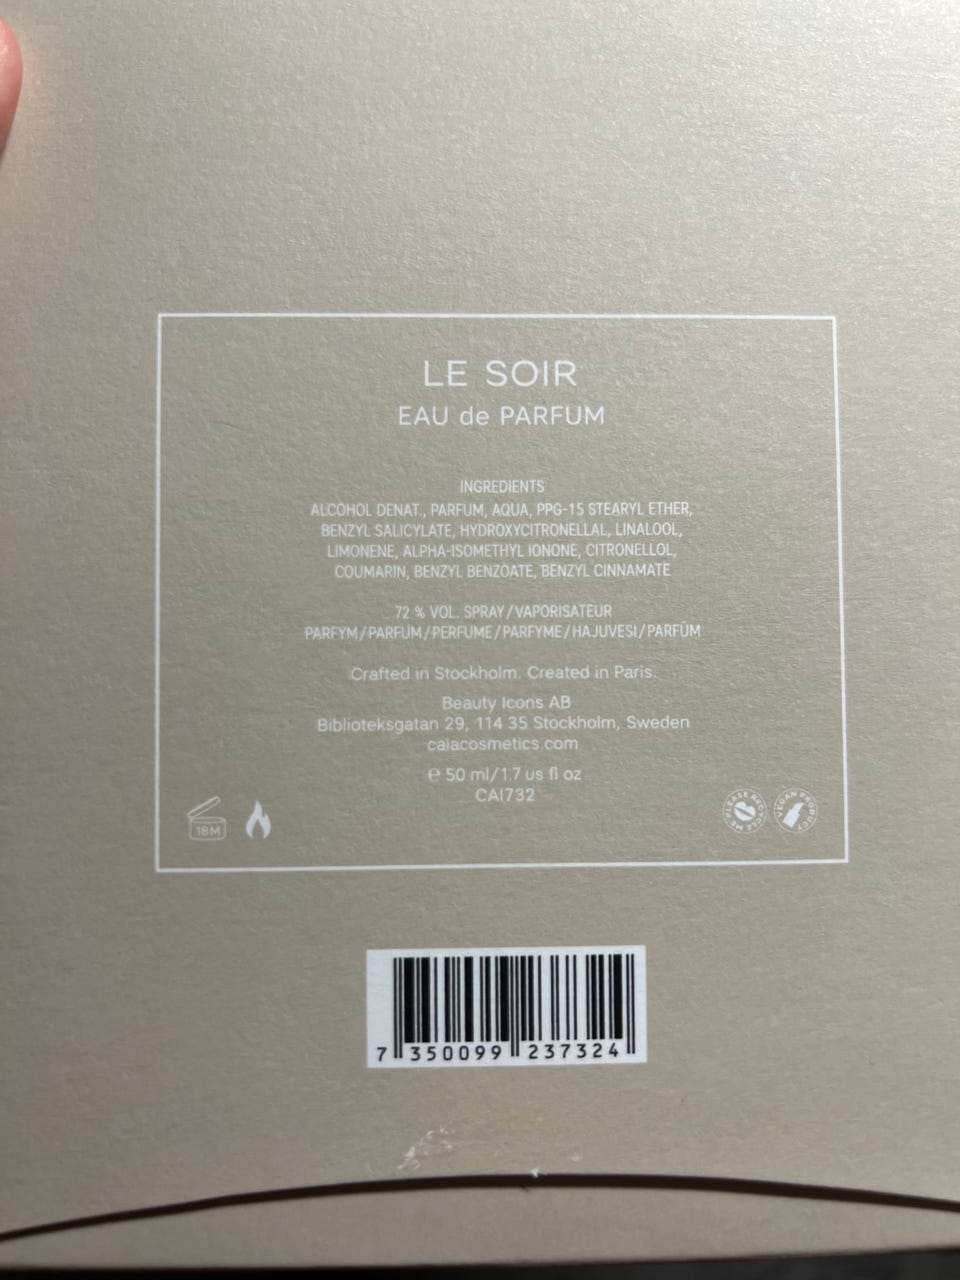 LE SOIR
EAU de PARFUM
INGREDIENTS
ALCOHOL DENAT., PARFUM, AQUA, PPG-15 STEARYL ETHER,
BENZYL SALICYLATE, HYDROXYCITRONELLAL, LINALOOL,
LIMONENE, ALPHA-ISOMETHYL IONONE, CITRONELLOL,
COUMARIN, BENZYL BENZOATE, BENZYL CINNAMATE
72 % VOL. SPRAY/VAPORISATEUR
PARFYM/PARFUM/PERFUME/PARFYME/HAJUVESI/PARFÜM
Crafted in Stockholm. Created in Paris.
Beauty Icons AB
Biblioteksgatan 29, 114 35 Stockholm, Sweden
caiacosmetics.com
℮ 50 ml/1.7 us fl oz
CAI732
18M
PLEASE RECYCLE ME
VEGAN PRODUCT
7 350099 237324